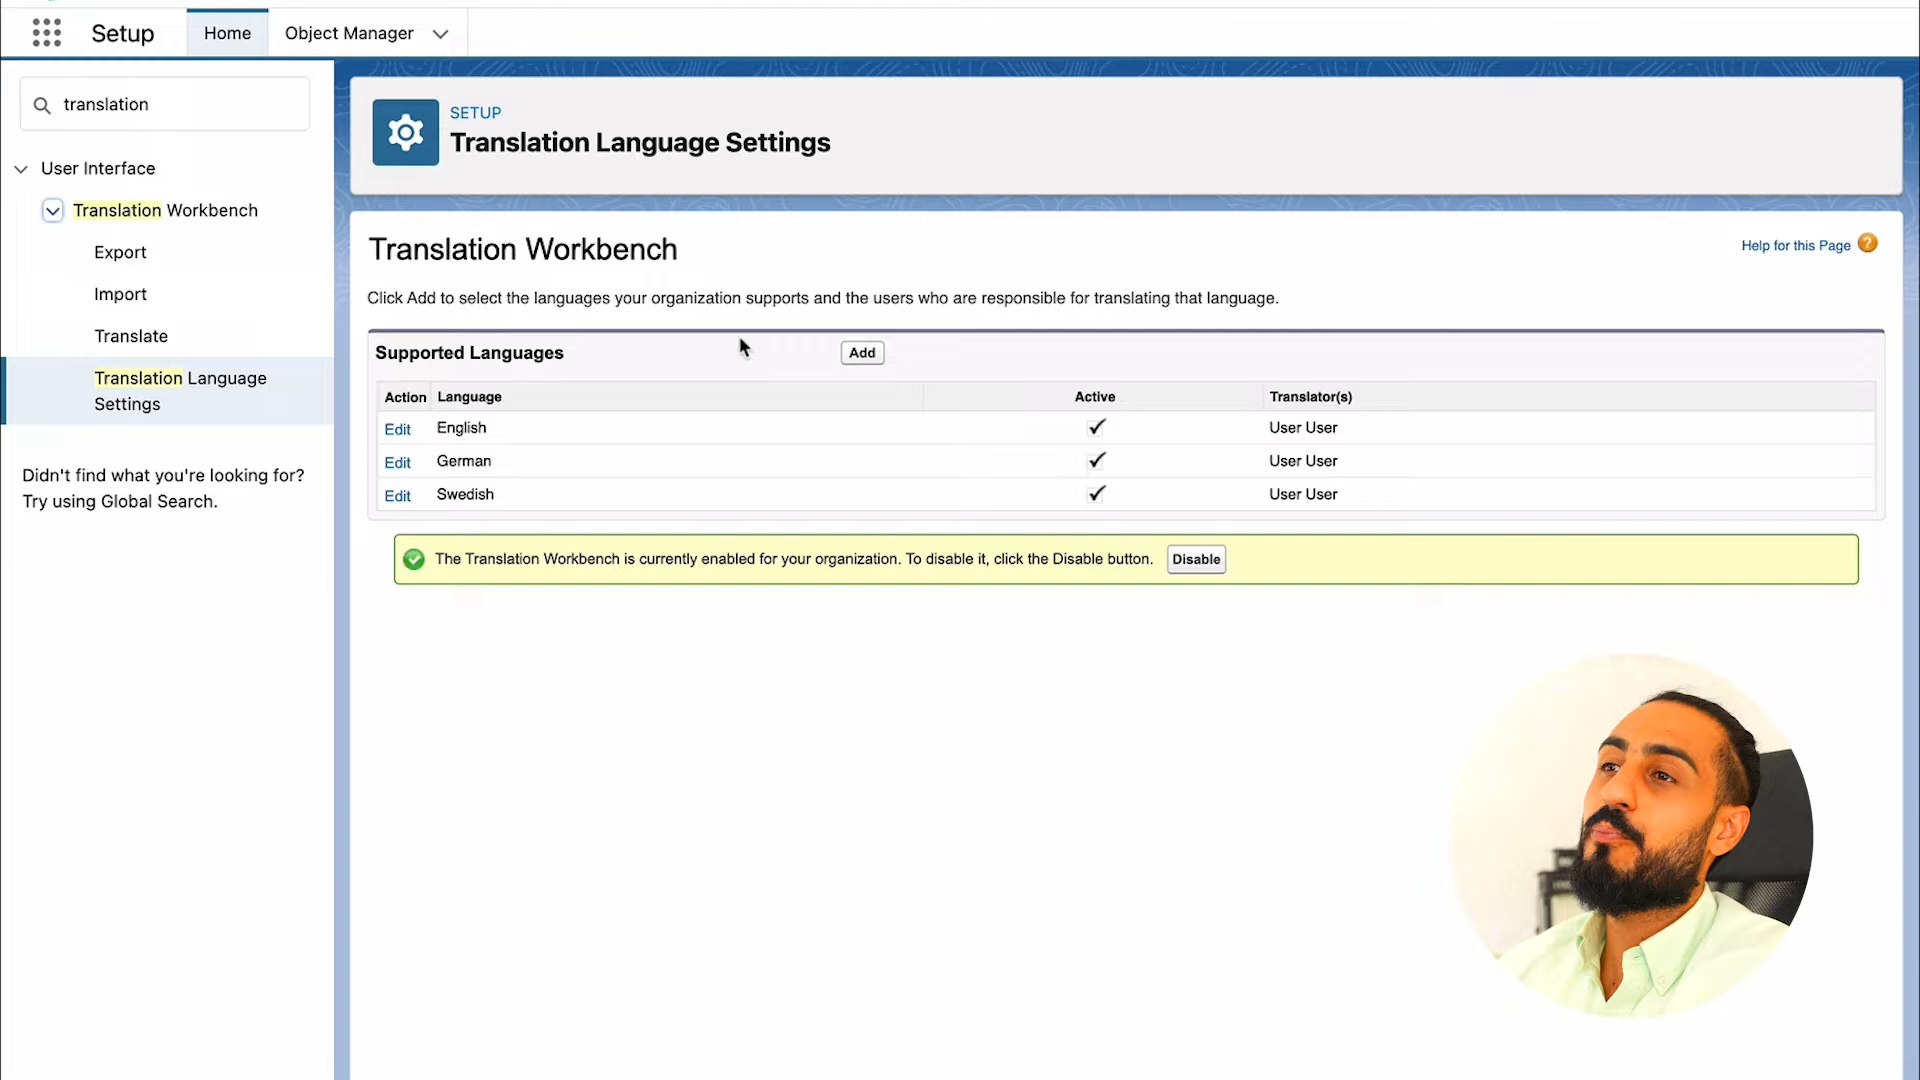 Setup
Home
Object Manager
translation
User Interface
Translation Workbench
Export
Import
Translate
Translation Language
Settings
Didn't find what you're looking for?
Try using Global Search.
SETUP
Translation Language Settings
Translation Workbench
Help for this Page ?
Click Add to select the languages your organization supports and the users who are responsible for translating that language.
Supported Languages
Add
Action Language Active Translator(s)
Edit English User User
Edit German User User
Edit Swedish User User
The Translation Workbench is currently enabled for your organization. To disable it, click the Disable button. Disable